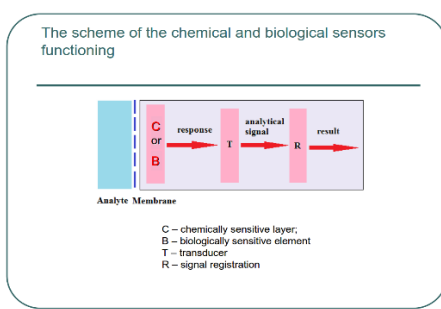 The scheme of the chemical and biological sensors
functioning
C
or
B
response
T
analytical
signal
R
result
Analyte Membrane
C – chemically sensitive layer;
B – biologically sensitive element
T – transducer
R – signal registration